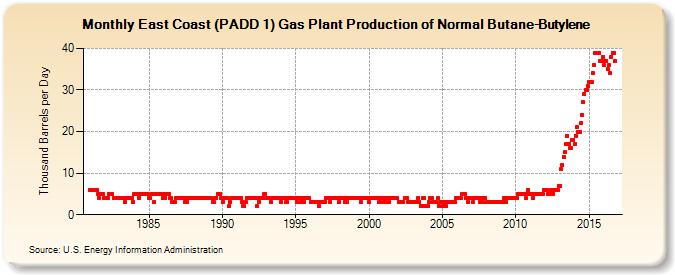 Monthly East Coast (PADD 1) Gas Plant Production of Normal Butane-Butylene
Thousand Barrels per Day
40
30
20
10
0
1985 1990 1995 2000 2005 2010 2015
Source: U.S. Energy Information Administration